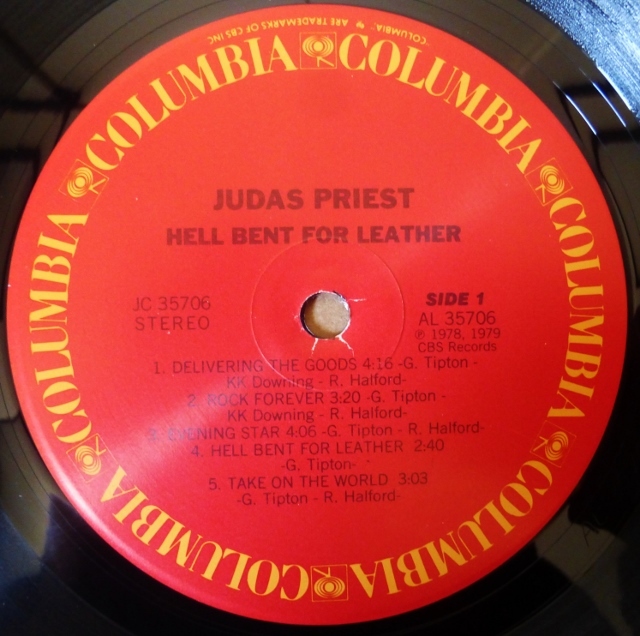 "COLUMBIA", ARE TRADEMARKS OF CBS INC.
COLUMBIA COLUMBIA COLUMBIA COLUMBIA COLUMBIA COLUMBIA
JUDAS PRIEST
HELL BENT FOR LEATHER
JC 35706
STEREO
SIDE 1
AL 35706
℗ 1978, 1979
CBS Records
1. DELIVERING THE GOODS 4:16 -G. Tipton -
KK Downing - R. Halford-
2. ROCK FOREVER 3:20 -G. Tipton -
KK Downing - R. Halford-
3. EVENING STAR 4:06 -G. Tipton - R. Halford-
4. HELL BENT FOR LEATHER 2:40
-G. Tipton-
5. TAKE ON THE WORLD 3:03
-G. Tipton - R. Halford-